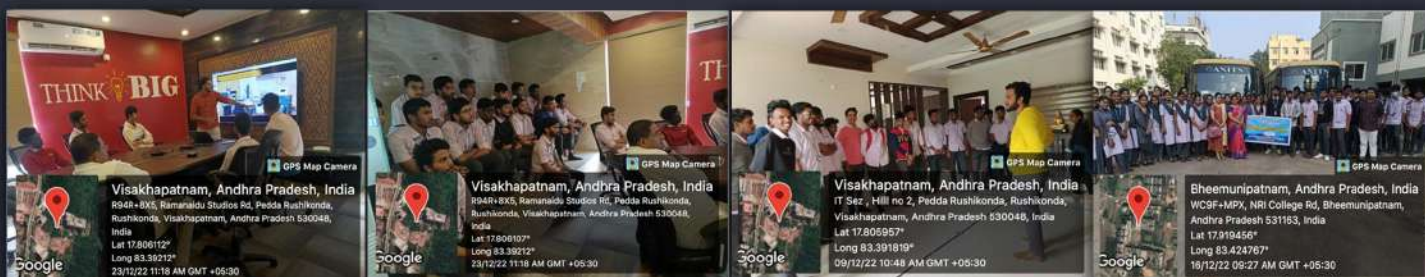 THINK BIG
GPS Map Camera
Visakhapatnam, Andhra Pradesh, India
R94R+8X5, Ramanaidu Studios Rd, Pedda Rushikonda,
Rushikonda, Visakhapatnam, Andhra Pradesh 530048,
India
Lat 17.806112°
Long 83.39212°
23/12/22 11:18 AM GMT +05:30
Google
TH
GPS Map Camera
Visakhapatnam, Andhra Pradesh, India
R94R+8X5, Ramanaidu Studios Rd, Pedda Rushikonda,
Rushikonda, Visakhapatnam, Andhra Pradesh 530048,
India
Lat 17.806107°
Long 83.39212°
23/12/22 11:18 AM GMT +05:30
Google
GPS Map Camera
Visakhapatnam, Andhra Pradesh, India
IT Sez , Hilll no 2, Pedda Rushikonda, Rushikonda,
Visakhapatnam, Andhra Pradesh 530048, India
Lat 17.805957°
Long 83.391819°
09/12/22 10:48 AM GMT +05:30
Google
ANITS
GPS Map Camera
Bheemunipatnam, Andhra Pradesh, India
WC9F+MPX, NRI College Rd, Bheemunipatnam,
Andhra Pradesh 531163, India
Lat 17.919456°
Long 83.424767°
16/12/22 09:27 AM GMT +05:30
Google